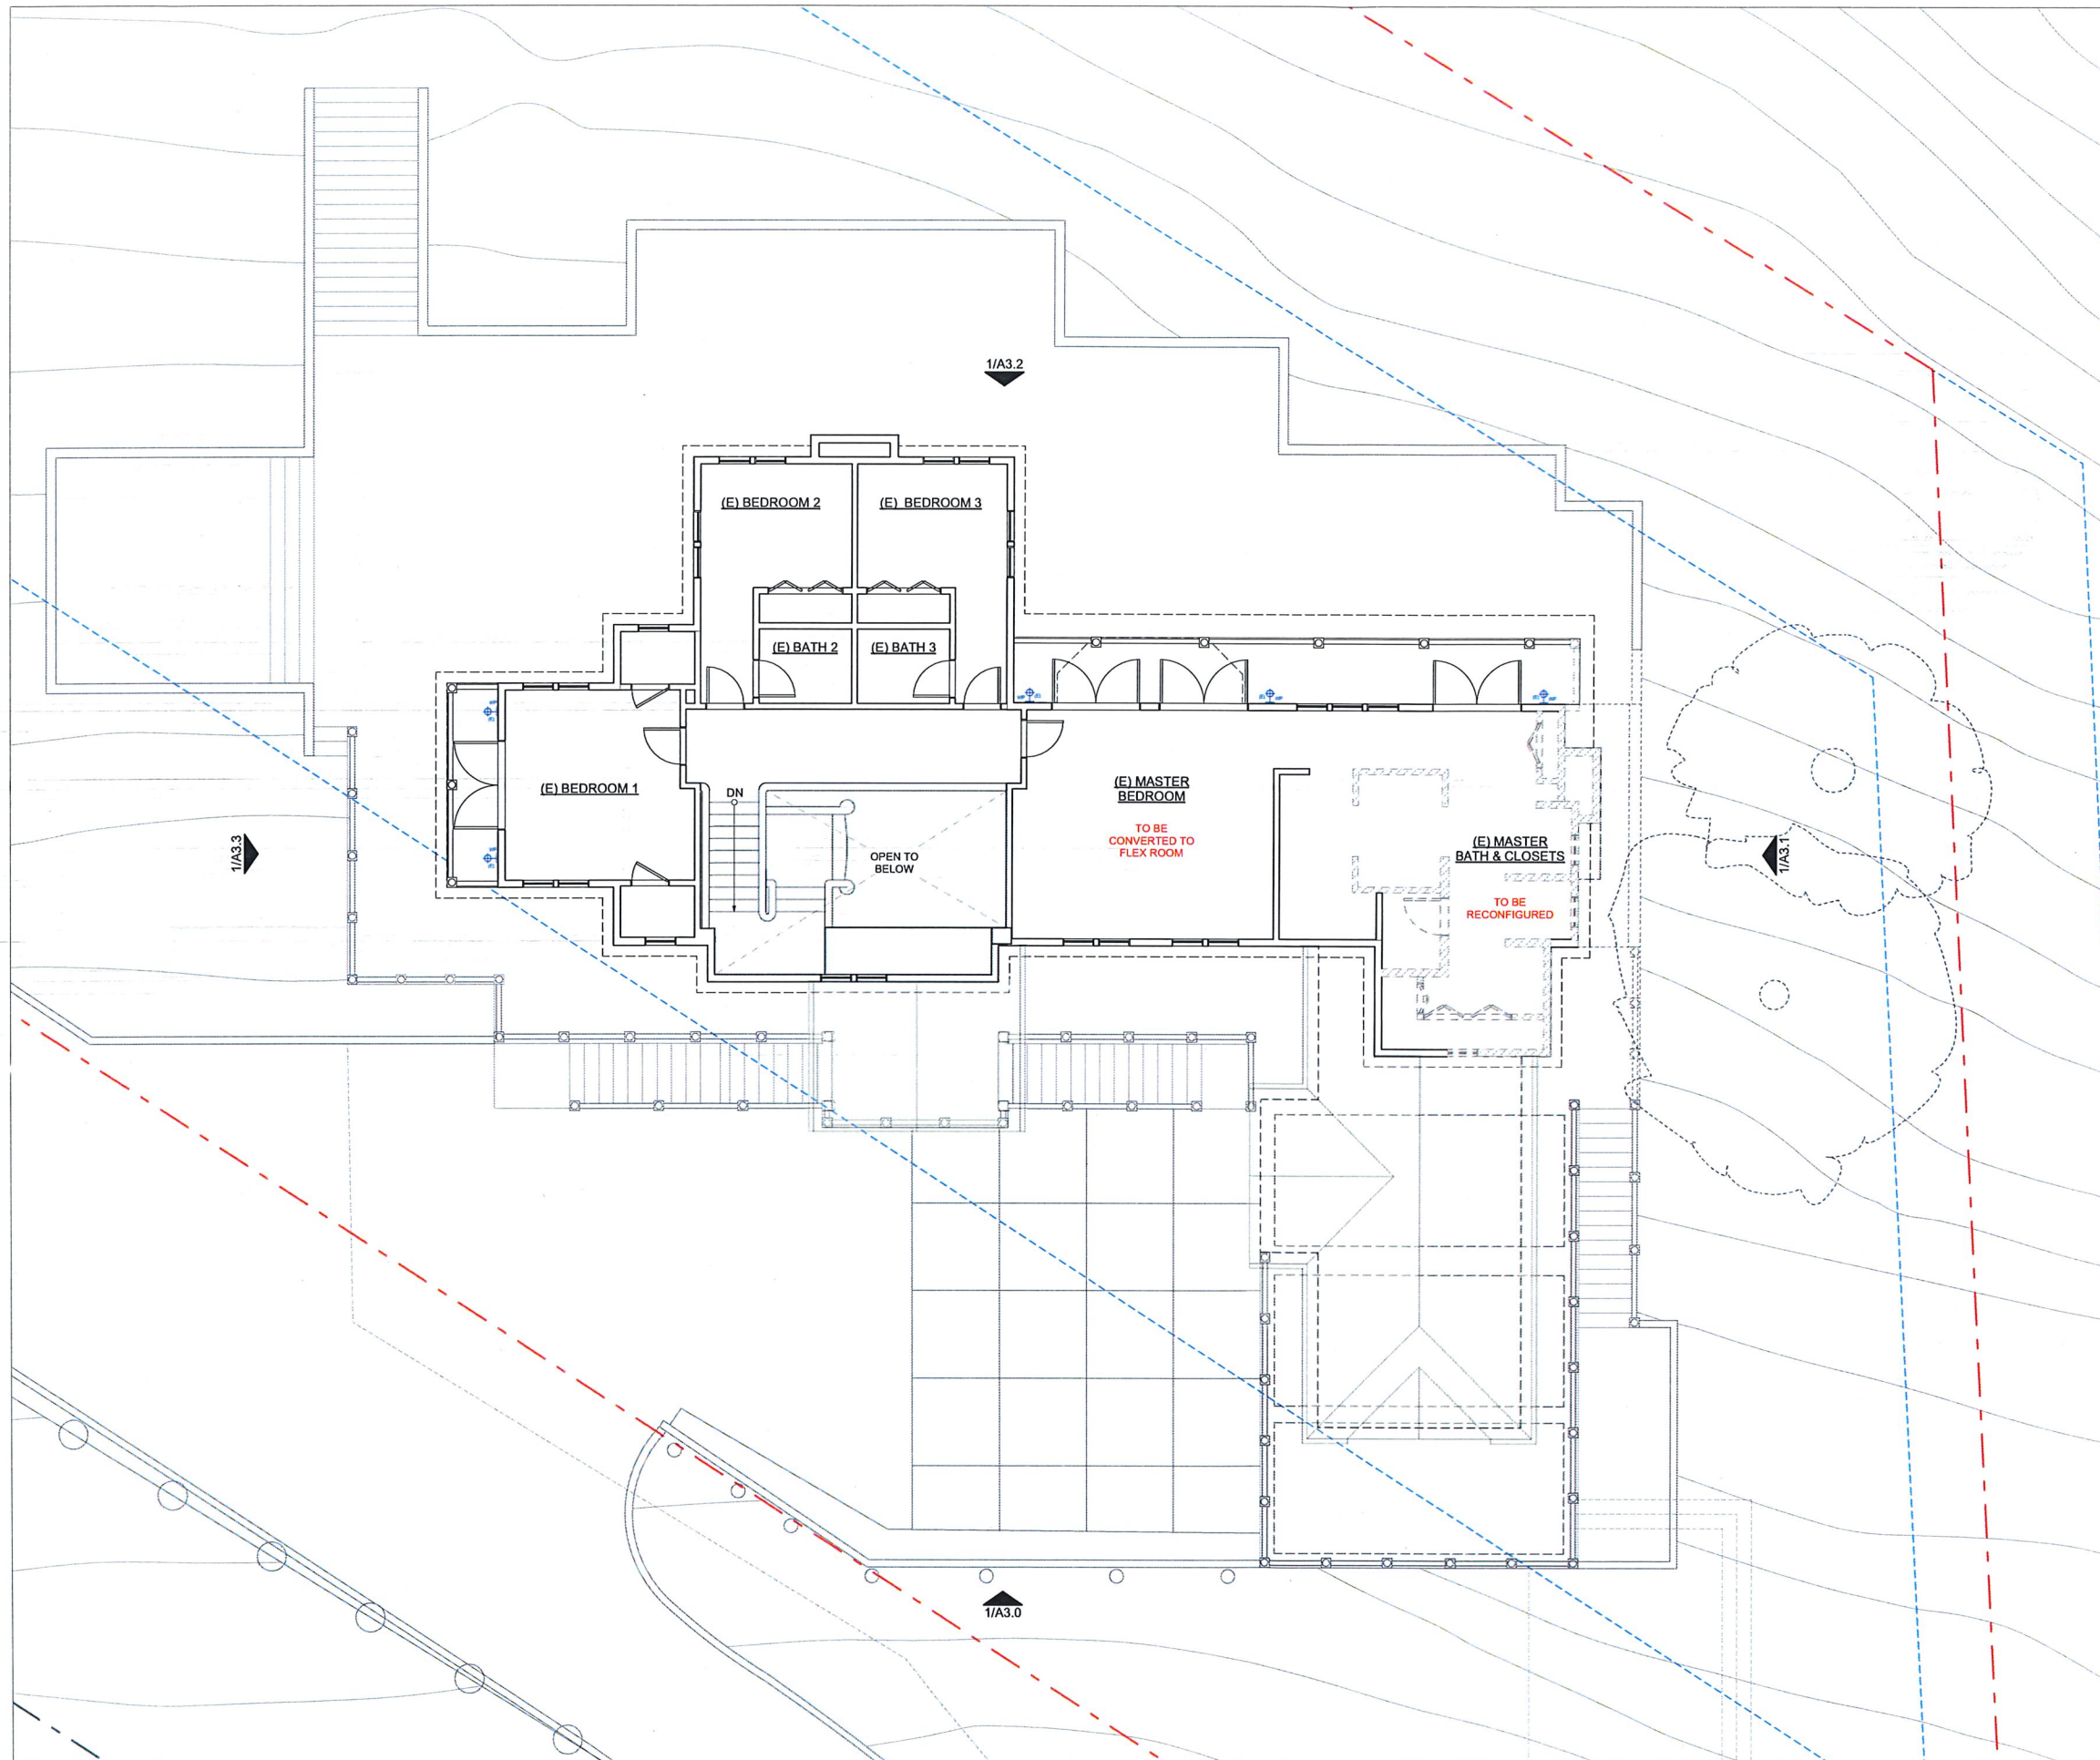 1/A3.2
(E) BEDROOM 2
(E) BEDROOM 3
(E) BATH 2
(E) BATH 3
(E) BEDROOM 1
DN
OPEN TO
BELOW
(E) MASTER
BEDROOM
TO BE
CONVERTED TO
FLEX ROOM
(E) MASTER
BATH & CLOSETS
TO BE
RECONFIGURED
1/A3.3
1/A3.1
1/A3.0